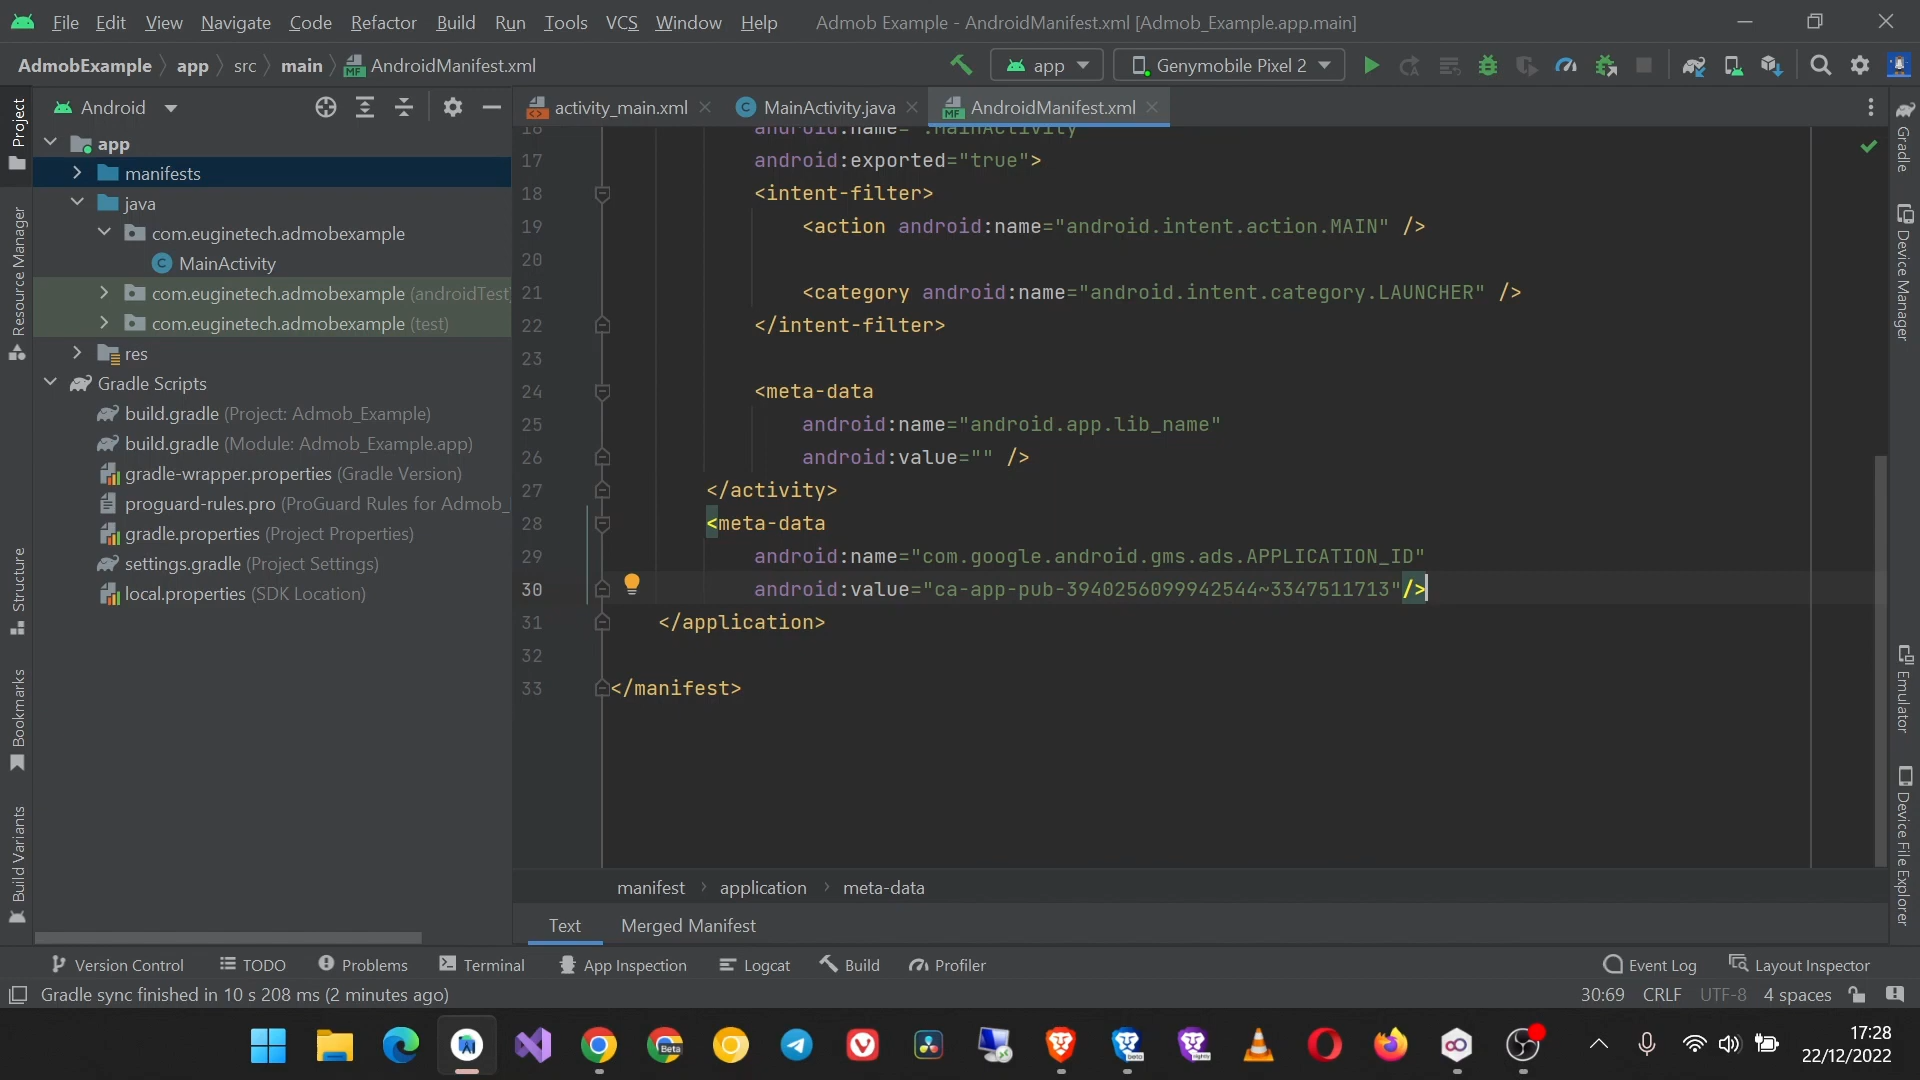 File Edit View Navigate Code Refactor Build Run Tools VCS Window Help Admob Example - AndroidManifest.xml [Admob_Example.app.main]
AdmobExample app src main AndroidManifest.xml app Genymobile Pixel 2
Project
Resource Manager
Structure
Bookmarks
Build Variants
Android
app
manifests
java
com.euginetech.admobexample
MainActivity
com.euginetech.admobexample (androidTest
com.euginetech.admobexample (test)
res
Gradle Scripts
build.gradle (Project: Admob_Example)
build.gradle (Module: Admob_Example.app)
gradle-wrapper.properties (Gradle Version)
proguard-rules.pro (ProGuard Rules for Admob_
gradle.properties (Project Properties)
settings.gradle (Project Settings)
local.properties (SDK Location)
activity_main.xml MainActivity.java AndroidManifest.xml
16 android:name=".MainActivity"
17 android:exported="true">
18 <intent-filter>
19 <action android:name="android.intent.action.MAIN" />
20
21 <category android:name="android.intent.category.LAUNCHER" />
22 </intent-filter>
23
24 <meta-data
25 android:name="android.app.lib_name"
26 android:value="" />
27 </activity>
28 <meta-data
29 android:name="com.google.android.gms.ads.APPLICATION_ID"
30 android:value="ca-app-pub-3940256099942544~3347511713"/>
31 </application>
32
33 </manifest>
manifest application meta-data
Text Merged Manifest
Gradle
Device Manager
Emulator
Device File Explorer
Version Control TODO Problems Terminal App Inspection Logcat Build Profiler Event Log Layout Inspector
Gradle sync finished in 10 s 208 ms (2 minutes ago) 30:69 CRLF UTF-8 4 spaces
Beta
beta
nightly
17:28
22/12/2022